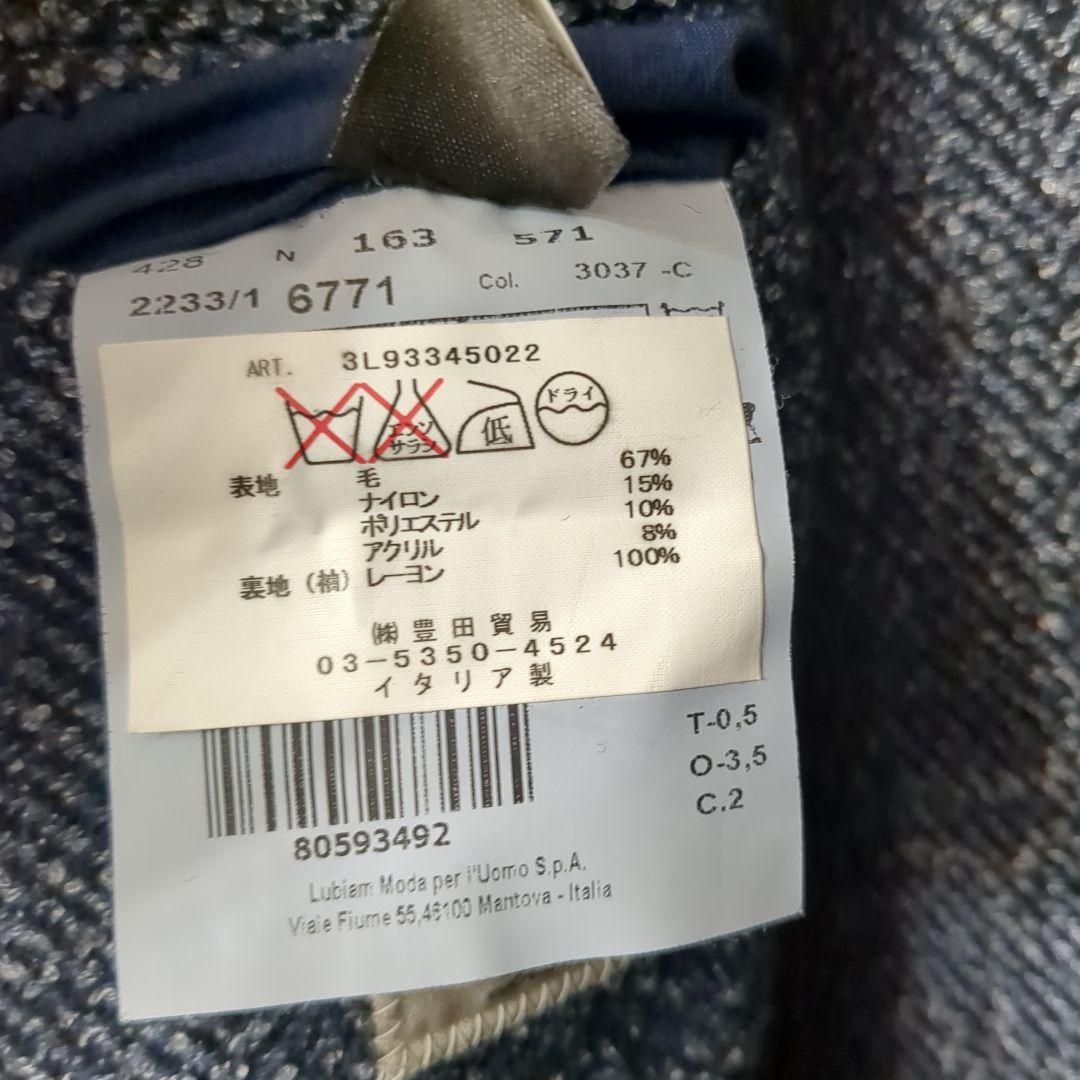 428 N 163 571
2233/1 6771 Col. 3037 -C
ART. 3L93345022
エンソ
サラシ
低
ドライ
表地 毛 67%
ナイロン 15%
ポリエステル 10%
アクリル 8%
裏地（袖）レーヨン 100%
㈱豊田貿易
03-5350-4524
イタリア製
T-0,5
O-3,5
C.2
80593492
Lubiam Moda per l'Uomo S.p.A.
Viale Fiume 55,46100 Mantova - Italia